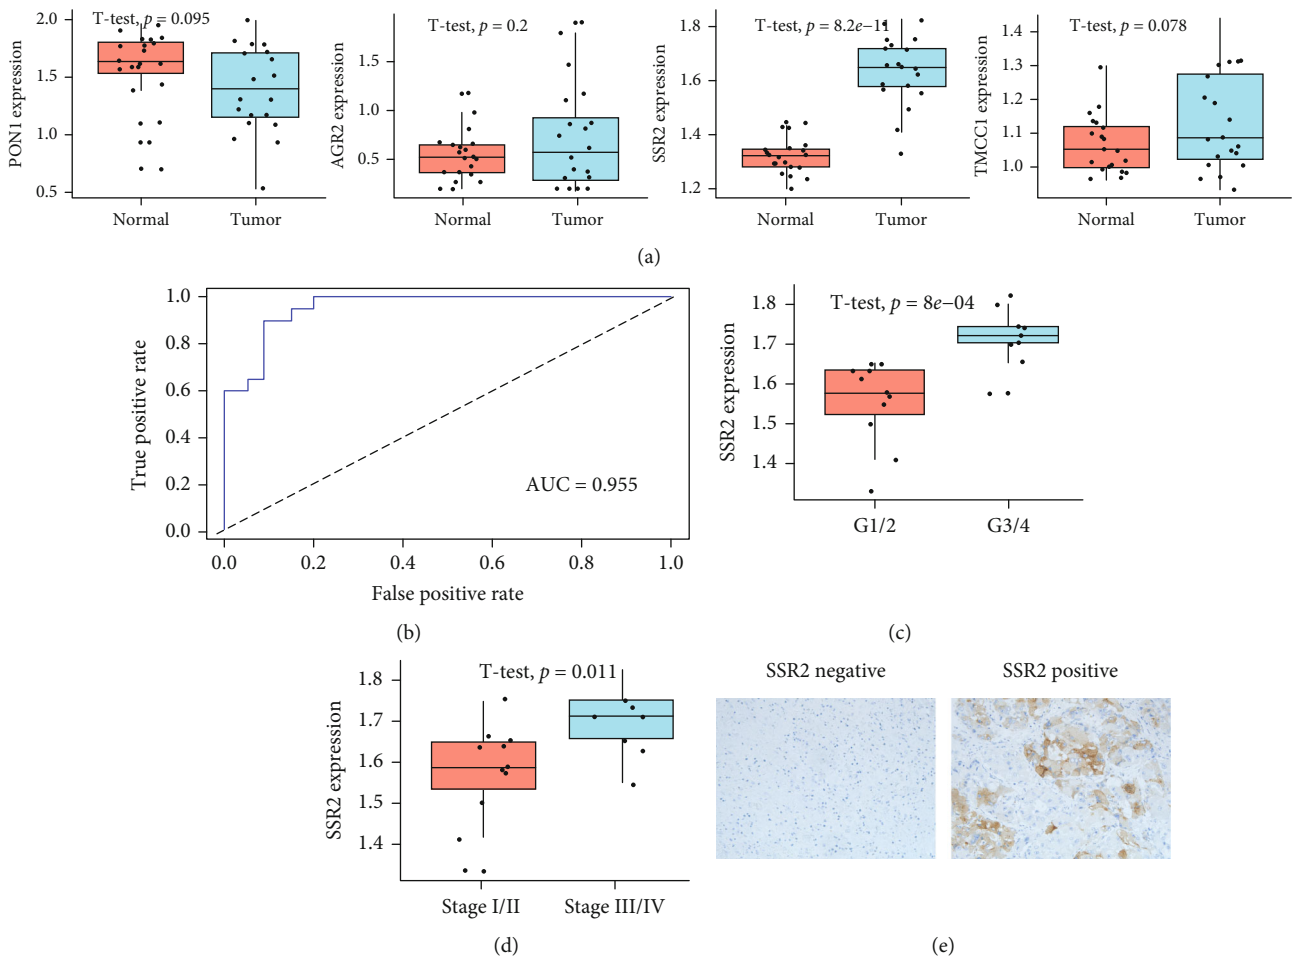 T-test, p = 0.095
PON1 expression
2.0
1.5
1.0
0.5
Normal
Tumor
T-test, p = 0.2
AGR2 expression
1.5
1.0
0.5
Normal
Tumor
T-test, p = 8.2e−11
SSR2 expression
1.8
1.6
1.4
1.2
Normal
Tumor
T-test, p = 0.078
TMCC1 expression
1.4
1.3
1.2
1.1
1.0
Normal
Tumor
(a)
True positive rate
1.0
0.8
0.6
0.4
0.2
0.0
AUC = 0.955
0.0 0.2 0.4 0.6 0.8 1.0
False positive rate
(b)
T-test, p = 8e−04
SSR2 expression
1.8
1.7
1.6
1.5
1.4
G1/2
G3/4
(c)
T-test, p = 0.011
SSR2 expression
1.8
1.7
1.6
1.5
1.4
Stage I/II
Stage III/IV
(d)
SSR2 negative
SSR2 positive
(e)